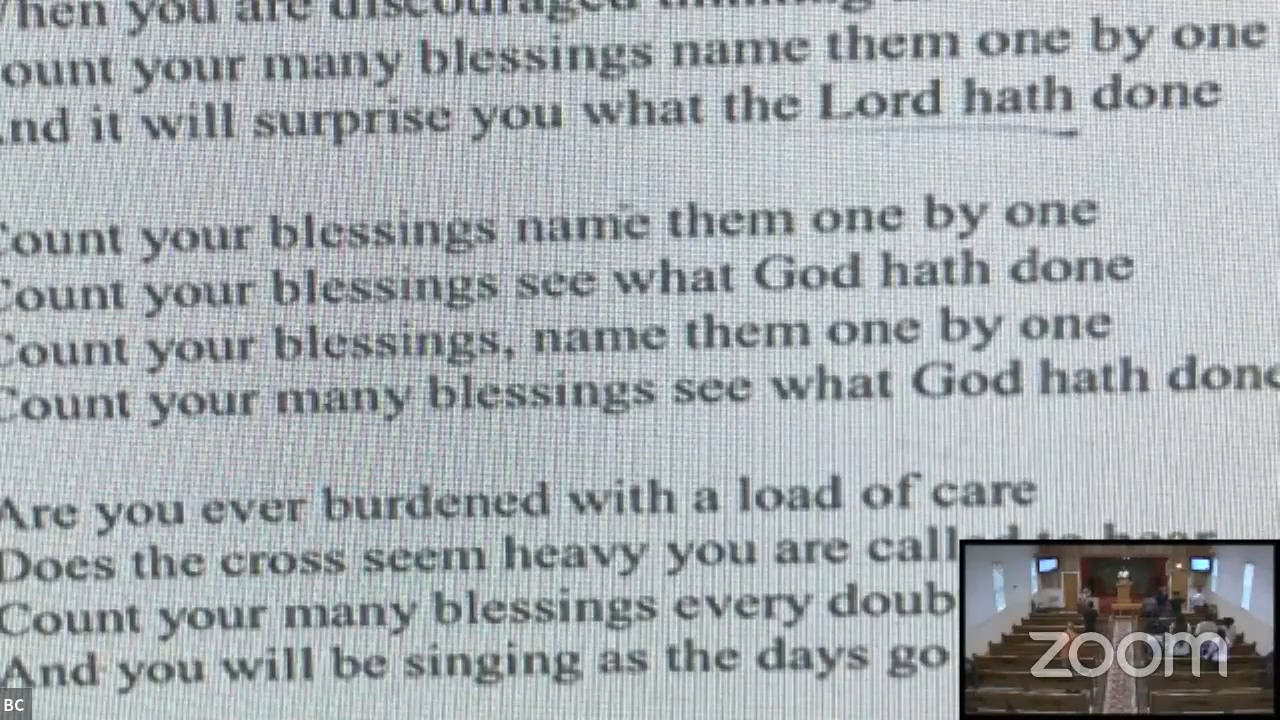 you are
ount your many blessings name them one by one
nd it will surprise you what the Lord hath done
ount your blessings name them one by one
Count your blessings see what God hath done
Count your blessings, name them one by one
Count your many blessings see what God hath done
Are you ever burdened with a load of care
Does the cross seem heavy you are call
Count your many blessings every doub
And you will be singing as the days go
zoom
BC